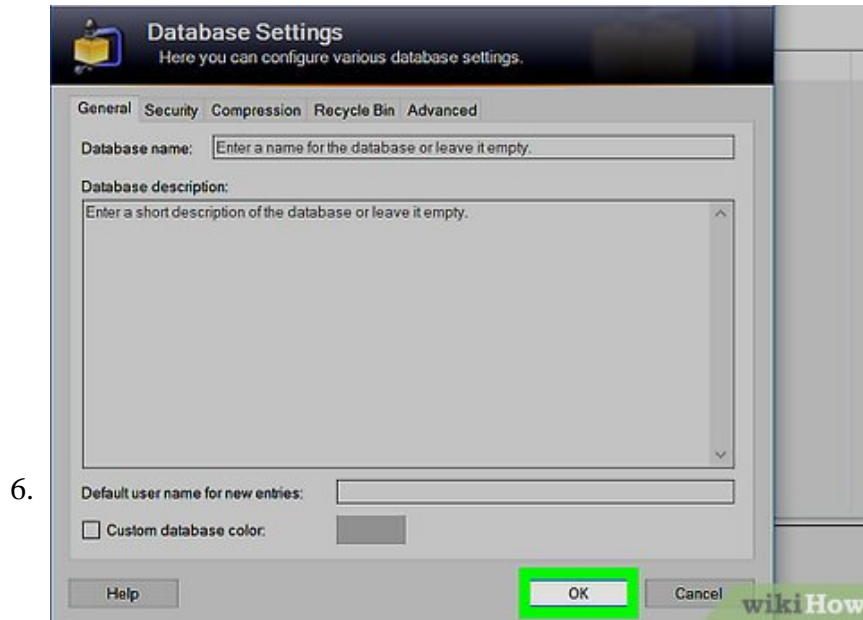 Database Settings
Here you can configure various database settings.
General Security Compression Recycle Bin Advanced
Database name: Enter a name for the database or leave it empty.
Database description:
Enter a short description of the database or leave it empty.
6.
Default user name for new entries:
Custom database color:
Help OK Cancel
wikiHow